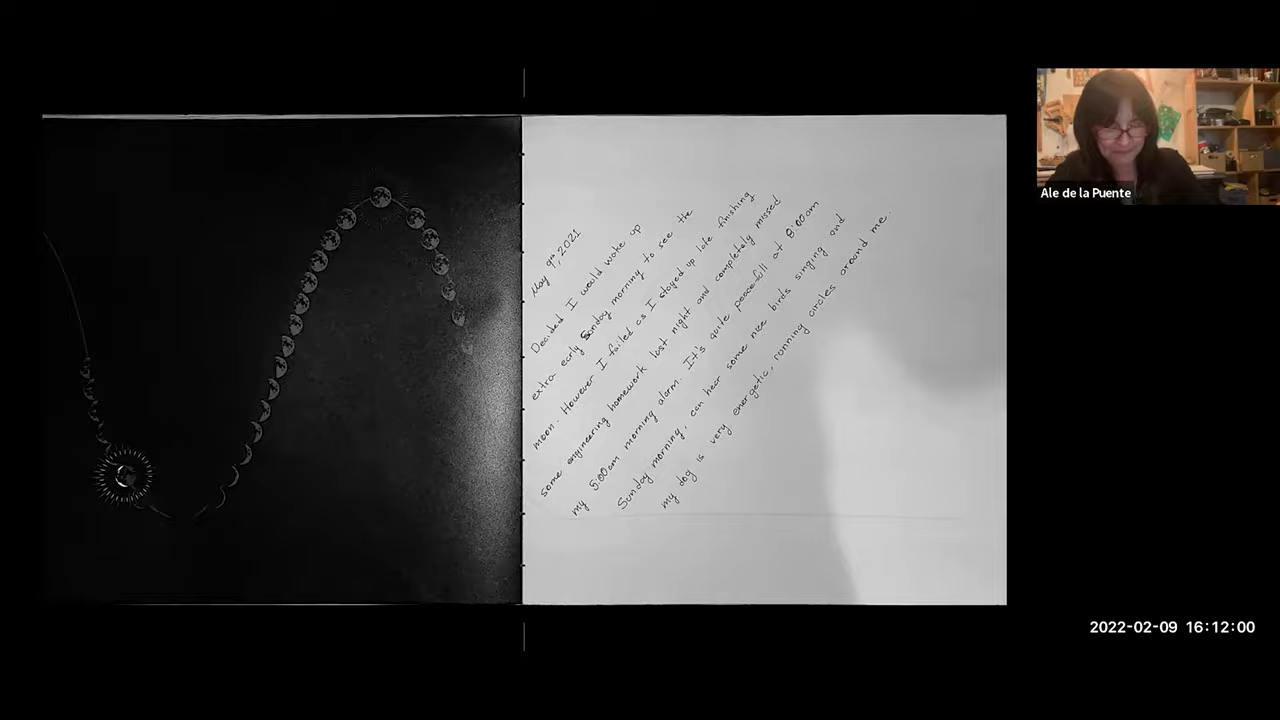 May 9th, 2021
Decided I would woke up
extra early Sunday morning to see the
moon. However I failed as I stayed up late finishing
some engineering homework last night and completely missed
my 5:00am morning alarm. It's quite peacefull at 8:00am
Sunday morning, can hear some nice birds singing and
my dog is very energetic, running circles around me.
Ale de la Puente
2022-02-09 16:12:00